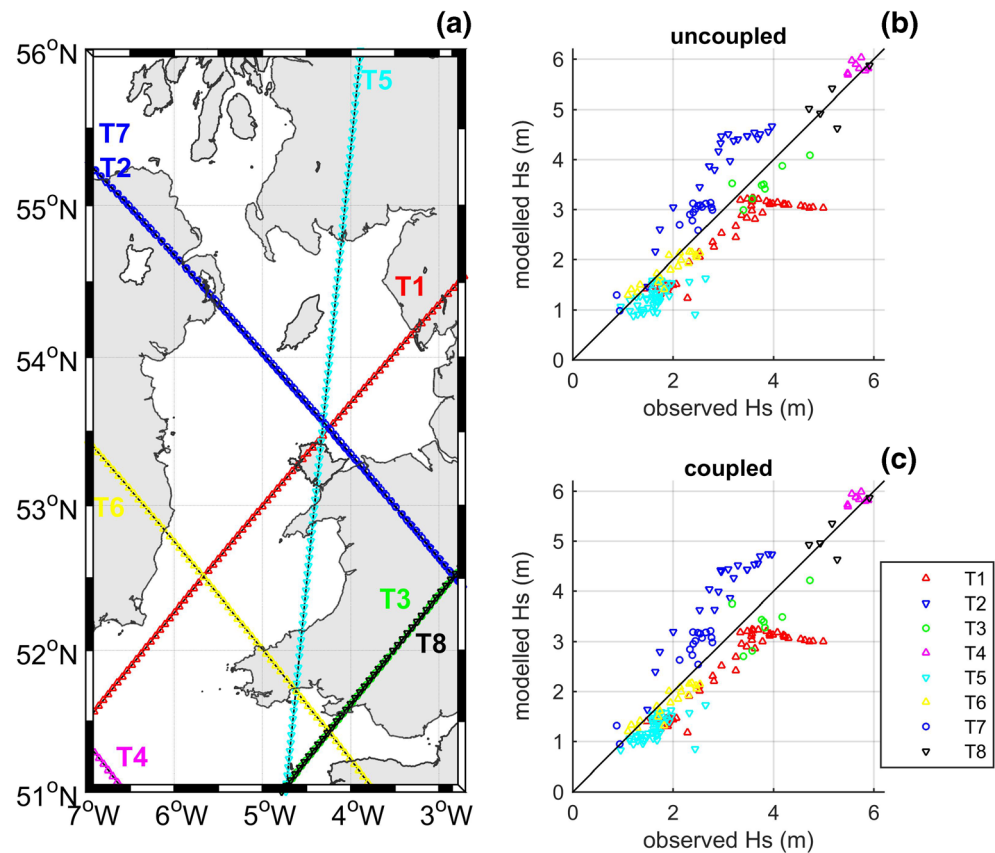 (a)
56°N
55°N
54°N
53°N
52°N
51°N
7°W
6°W
5°W
4°W
3°W
T5
T7
T2
T1
T6
T3
T8
T4
(b)
uncoupled
modelled Hs (m)
6
5
4
3
2
1
0
0 2 4 6
observed Hs (m)
(c)
coupled
modelled Hs (m)
6
5
4
3
2
1
0
0 2 4 6
observed Hs (m)
T1
T2
T3
T4
T5
T6
T7
T8